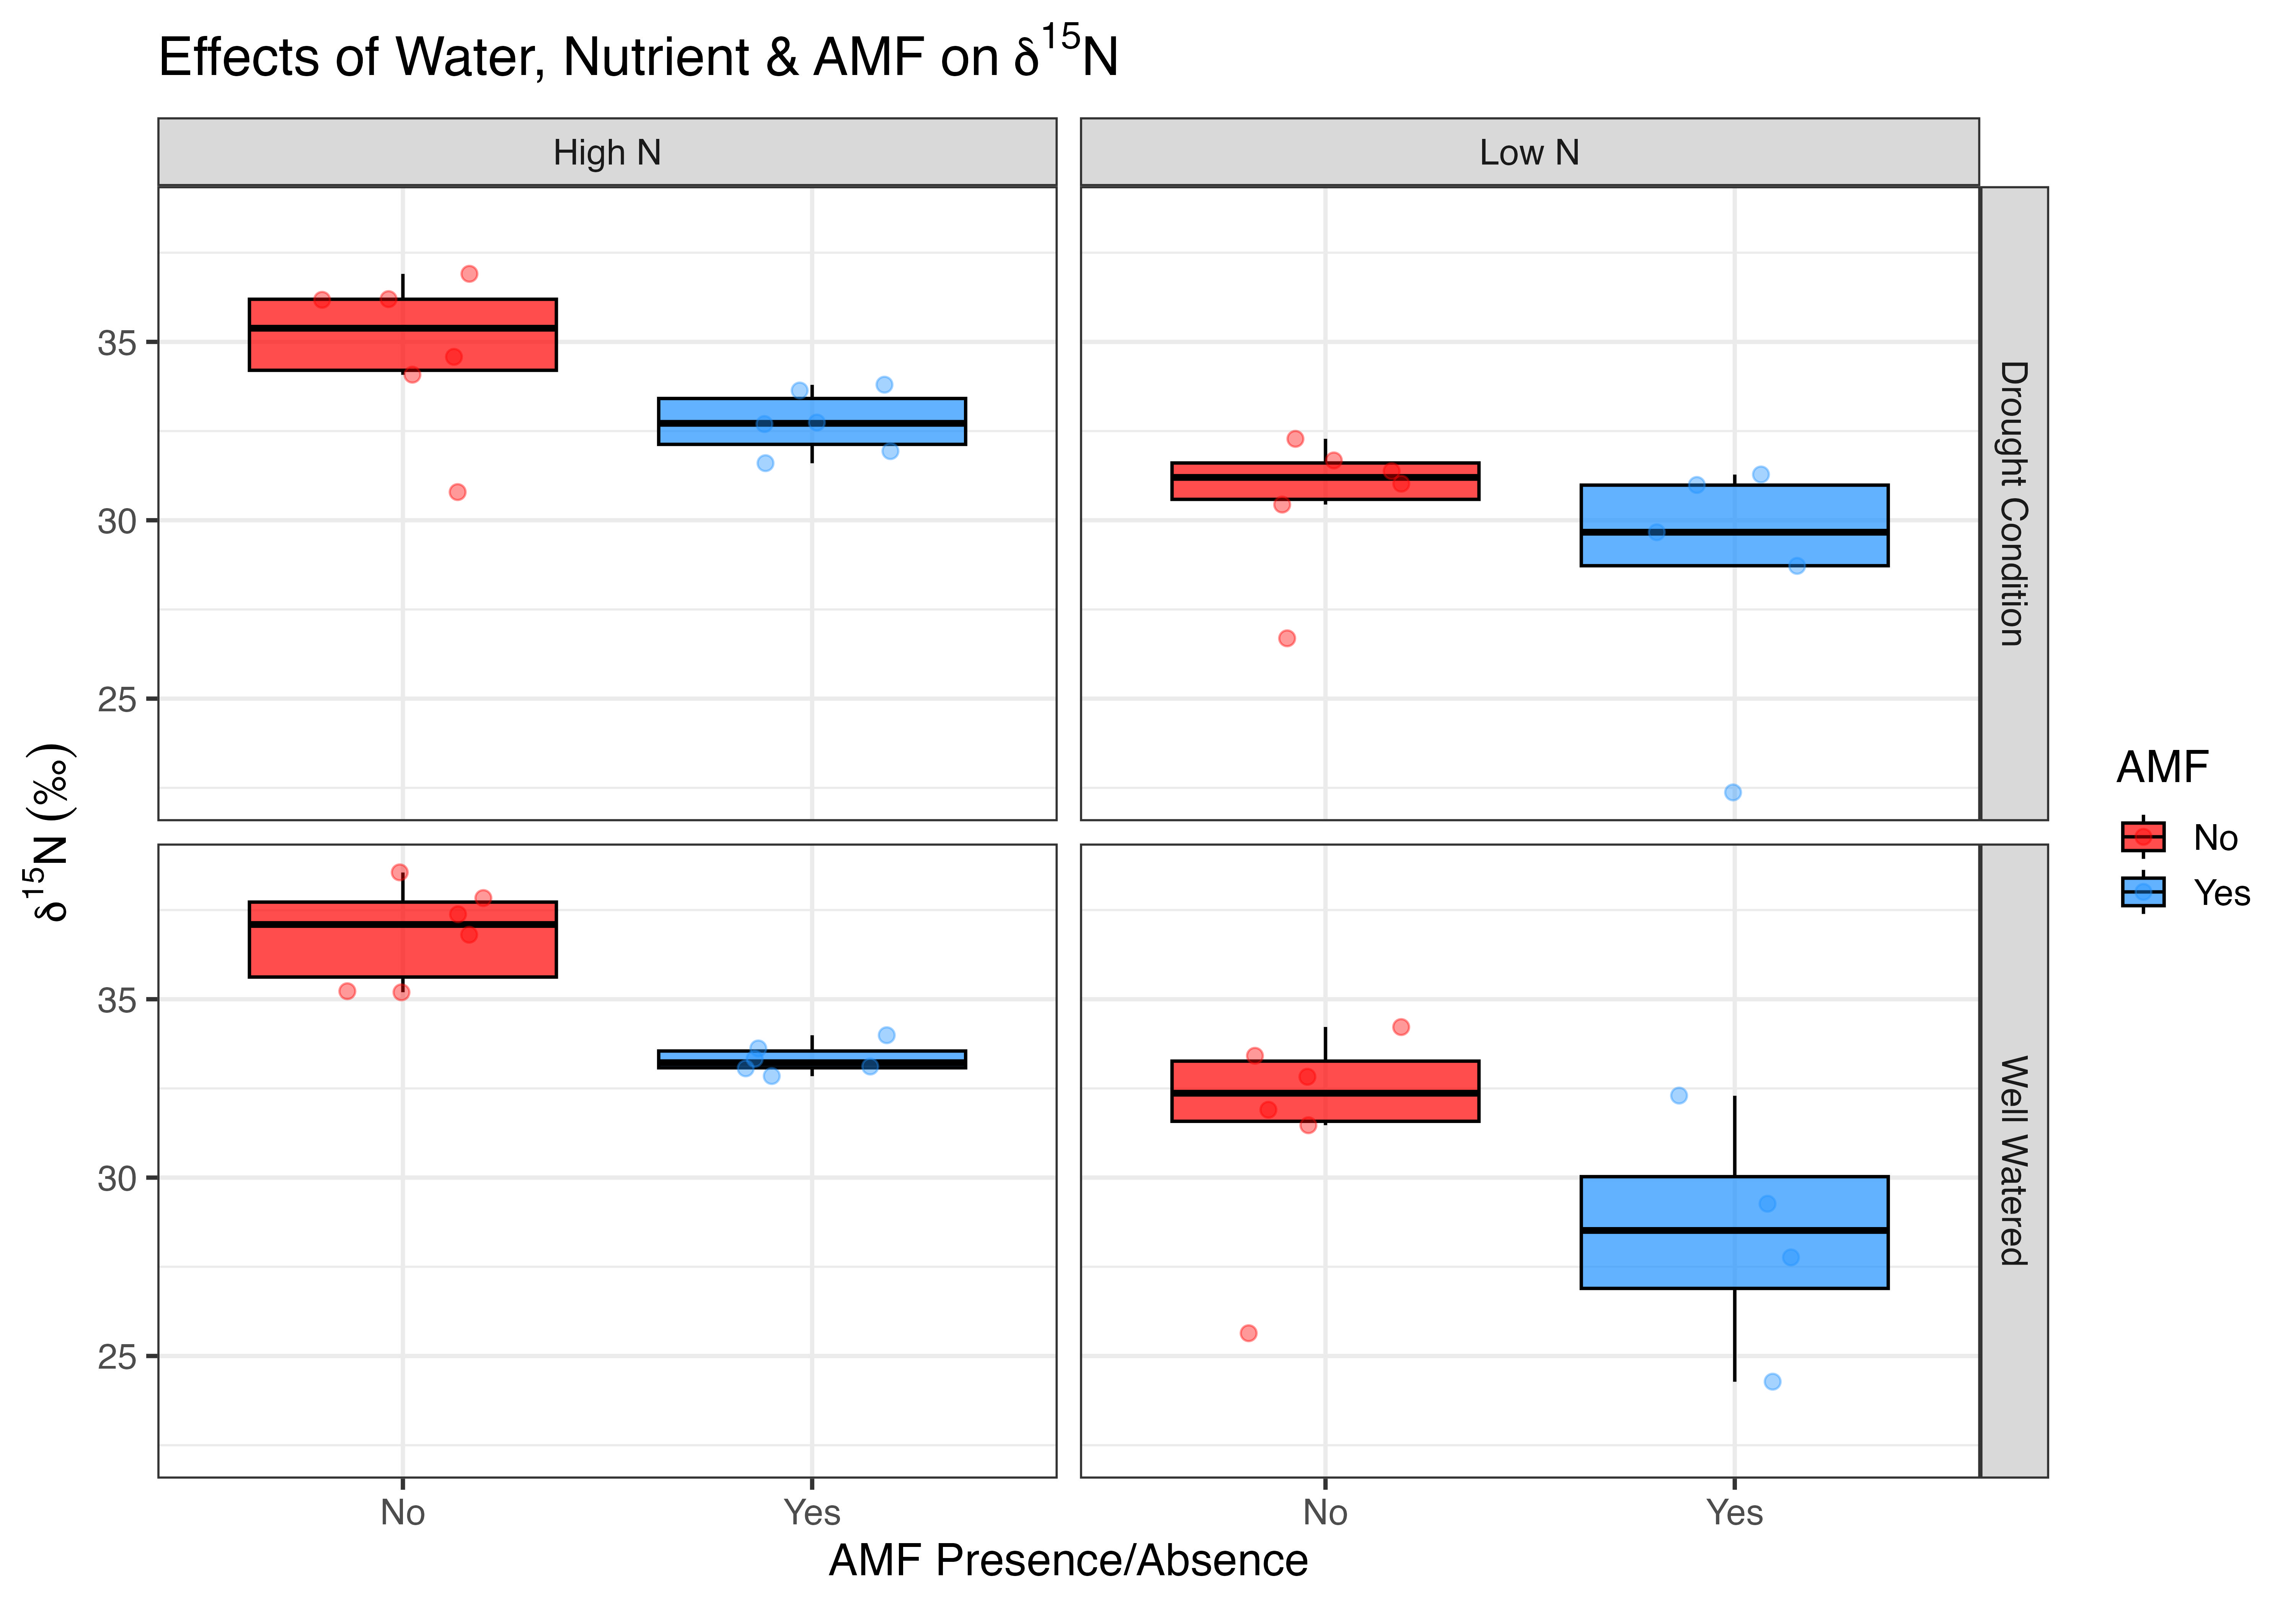 Effects of Water, Nutrient & AMF on δ¹⁵N
High N
Low N
35
30
25
Drought Condition
35
30
25
Well Watered
δ¹⁵N (‰)
No
Yes
No
Yes
AMF Presence/Absence
AMF
No
Yes